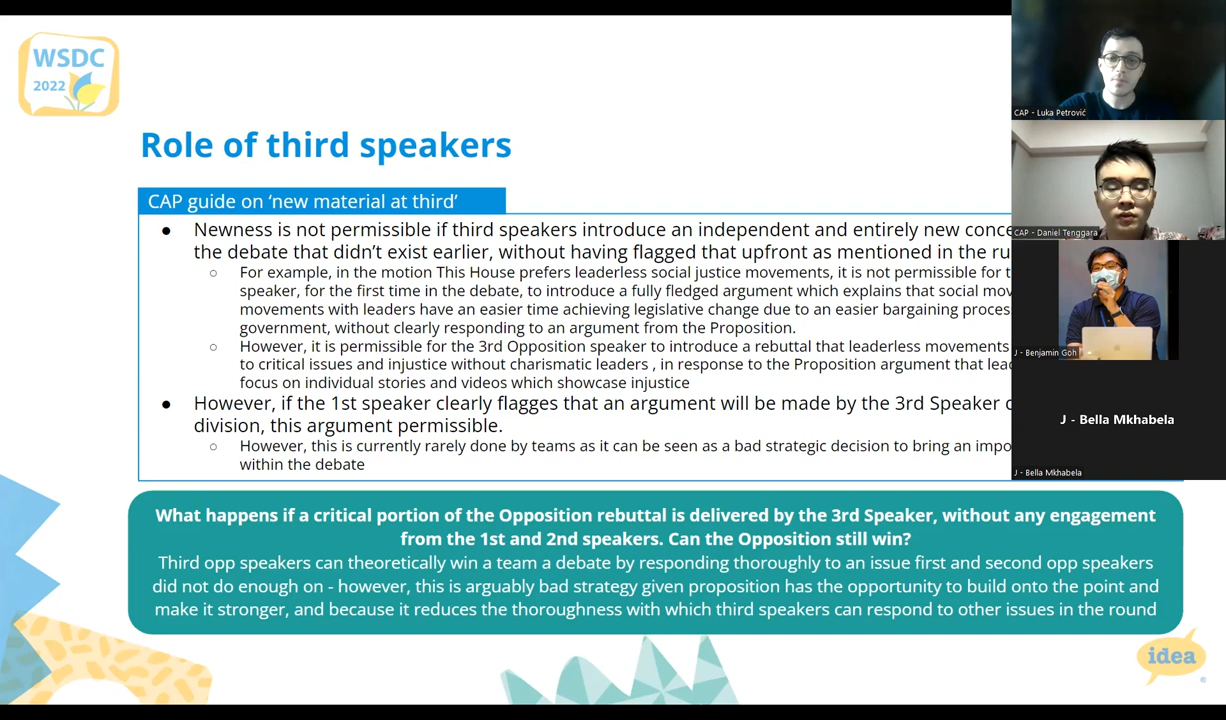 WSDC
2022
Role of third speakers
CAP guide on ‘new material at third’
● Newness is not permissible if third speakers introduce an independent and entirely new conce
the debate that didn’t exist earlier, without having flagged that upfront as mentioned in the ru
○ For example, in the motion This House prefers leaderless social justice movements, it is not permissible for t
speaker, for the first time in the debate, to introduce a fully fledged argument which explains that social mov
movements with leaders have an easier time achieving legislative change due to an easier bargaining proces
government, without clearly responding to an argument from the Proposition.
○ However, it is permissible for the 3rd Opposition speaker to introduce a rebuttal that leaderless movements
to critical issues and injustice without charismatic leaders , in response to the Proposition argument that lead
focus on individual stories and videos which showcase injustice
● However, if the 1st speaker clearly flagges that an argument will be made by the 3rd Speaker d
division, this argument permissible.
○ However, this is currently rarely done by teams as it can be seen as a bad strategic decision to bring an impo
within the debate
What happens if a critical portion of the Opposition rebuttal is delivered by the 3rd Speaker, without any engagement
from the 1st and 2nd speakers. Can the Opposition still win?
Third opp speakers can theoretically win a team a debate by responding thoroughly to an issue first and second opp speakers
did not do enough on - however, this is arguably bad strategy given proposition has the opportunity to build onto the point and
make it stronger, and because it reduces the thoroughness with which third speakers can respond to other issues in the round
idea
CAP - Luka Petrović
CAP - Daniel Tenggara
J - Benjamin Goh
J - Bella Mkhabela
J - Bella Mkhabela